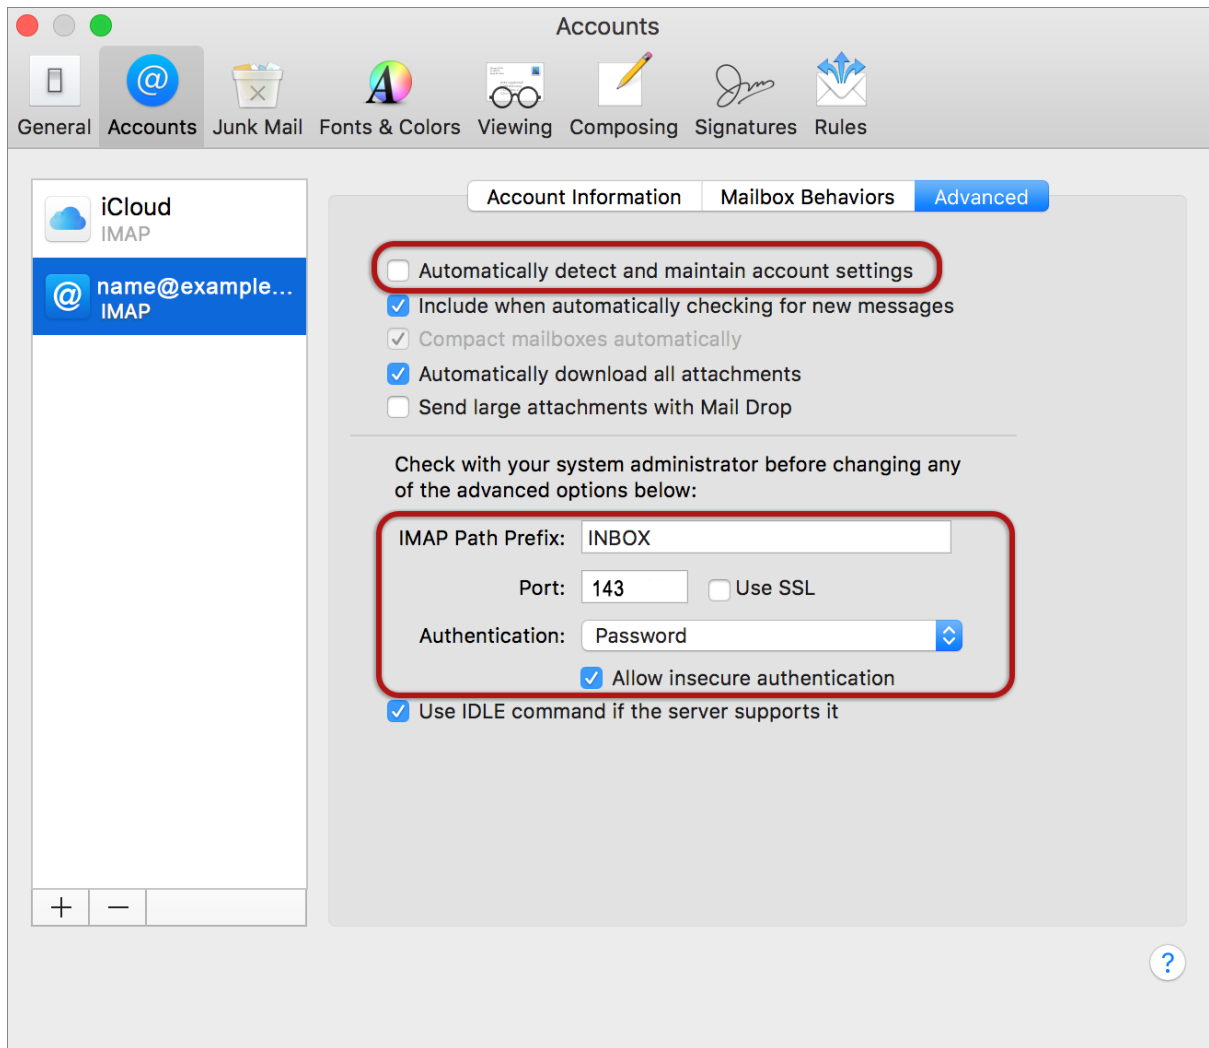 Accounts
General Accounts Junk Mail Fonts & Colors Viewing Composing Signatures Rules
iCloud
IMAP
name@example...
IMAP
Account Information Mailbox Behaviors Advanced
Automatically detect and maintain account settings
Include when automatically checking for new messages
Compact mailboxes automatically
Automatically download all attachments
Send large attachments with Mail Drop
Check with your system administrator before changing any
of the advanced options below:
IMAP Path Prefix: INBOX
Port: 143 Use SSL
Authentication: Password
Allow insecure authentication
Use IDLE command if the server supports it
+ −
?